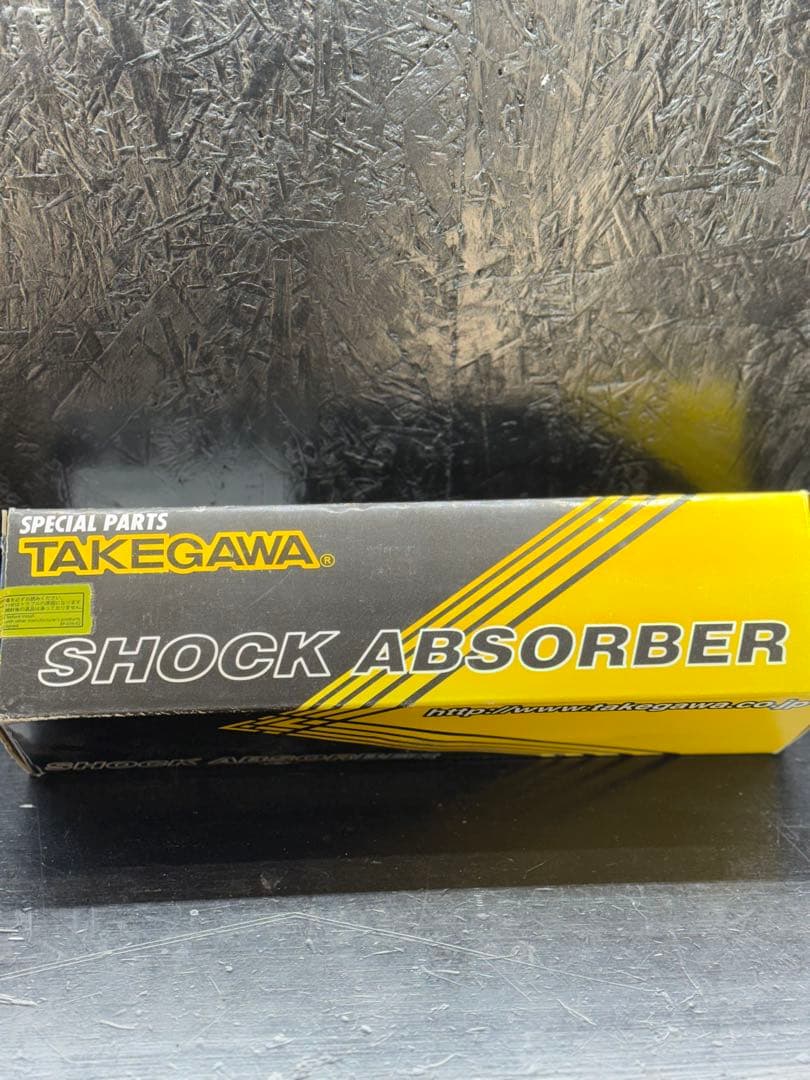 SPECIAL PARTS
TAKEGAWA®
SHOCK ABSORBER
http://www.takegawa.co.jp
SHOCK ABSORBER